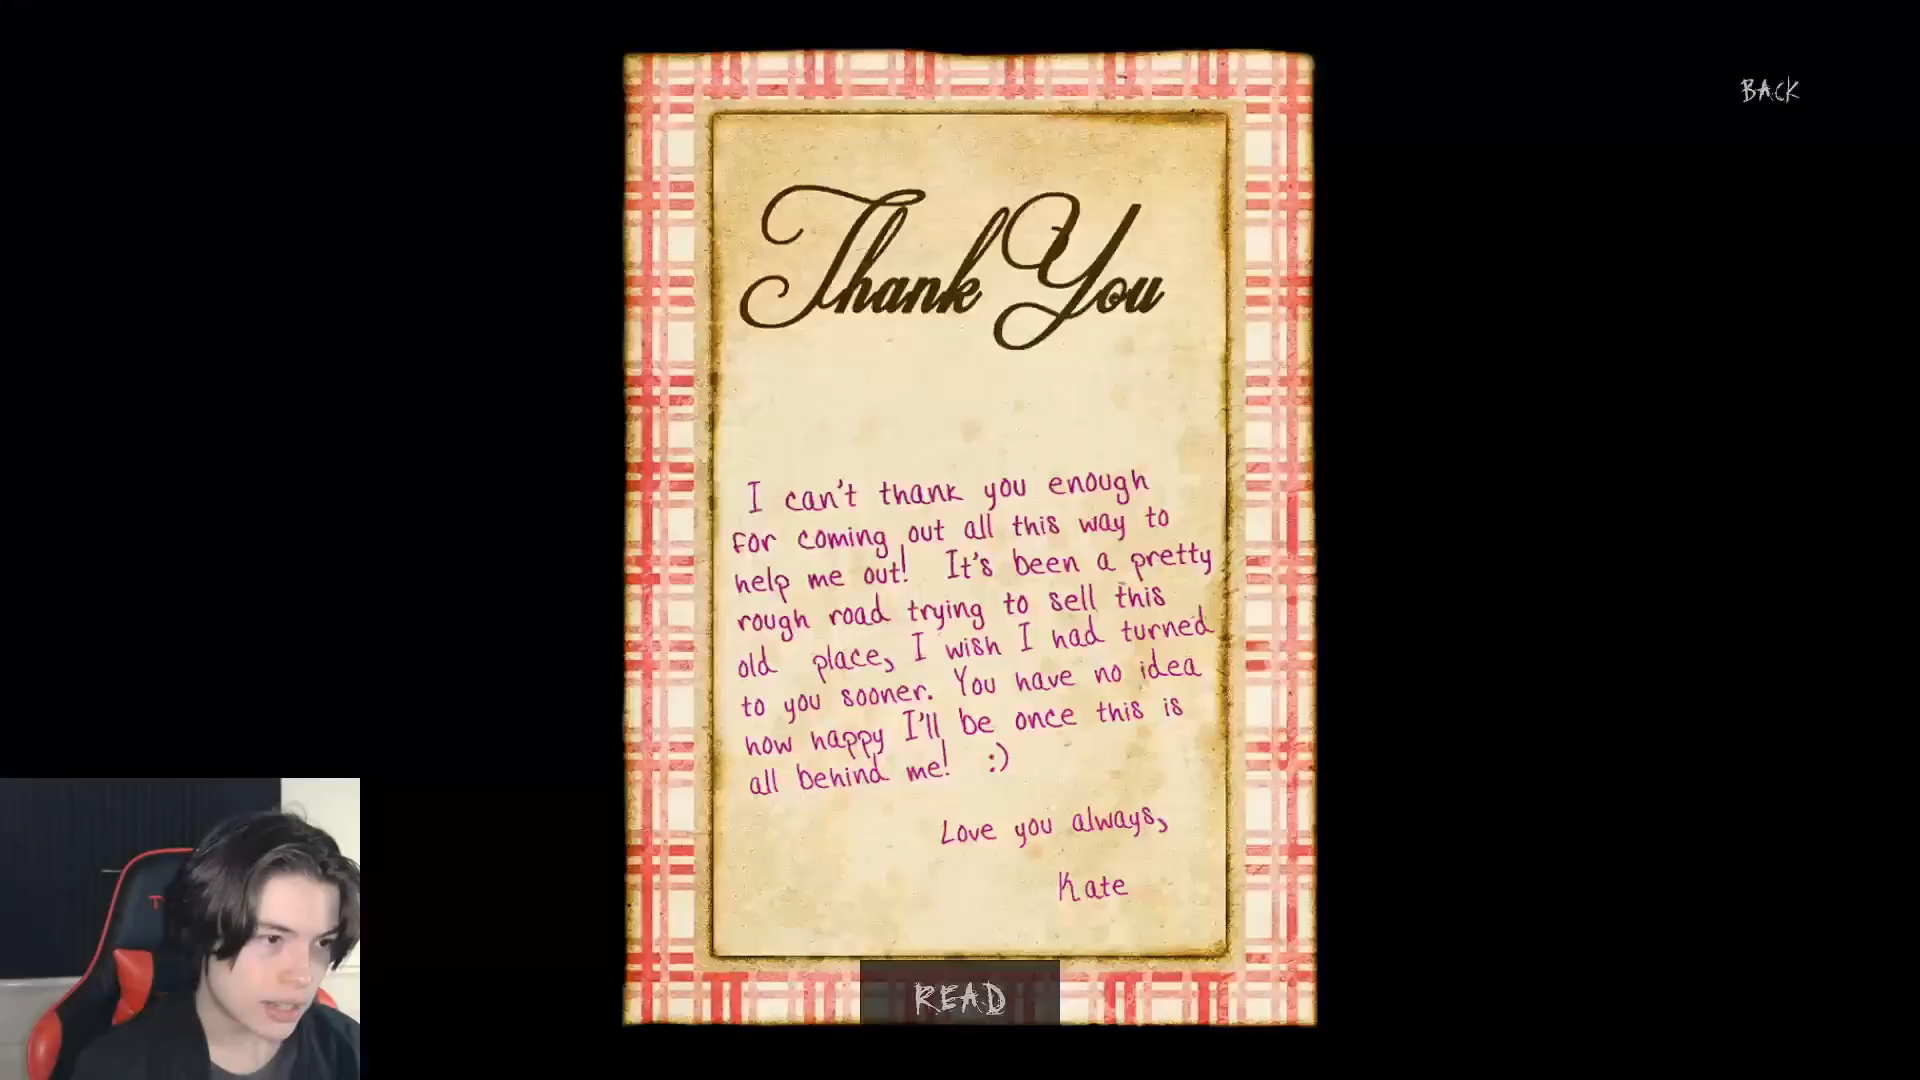 BACK
Thank You
I can't thank you enough
for coming out all this way to
help me out! It's been a pretty
rough road trying to sell this
old place, I wish I had turned
to you sooner. You have no idea
how happy I'll be once this is
all behind me! :)
Love you always,
Kate
READ